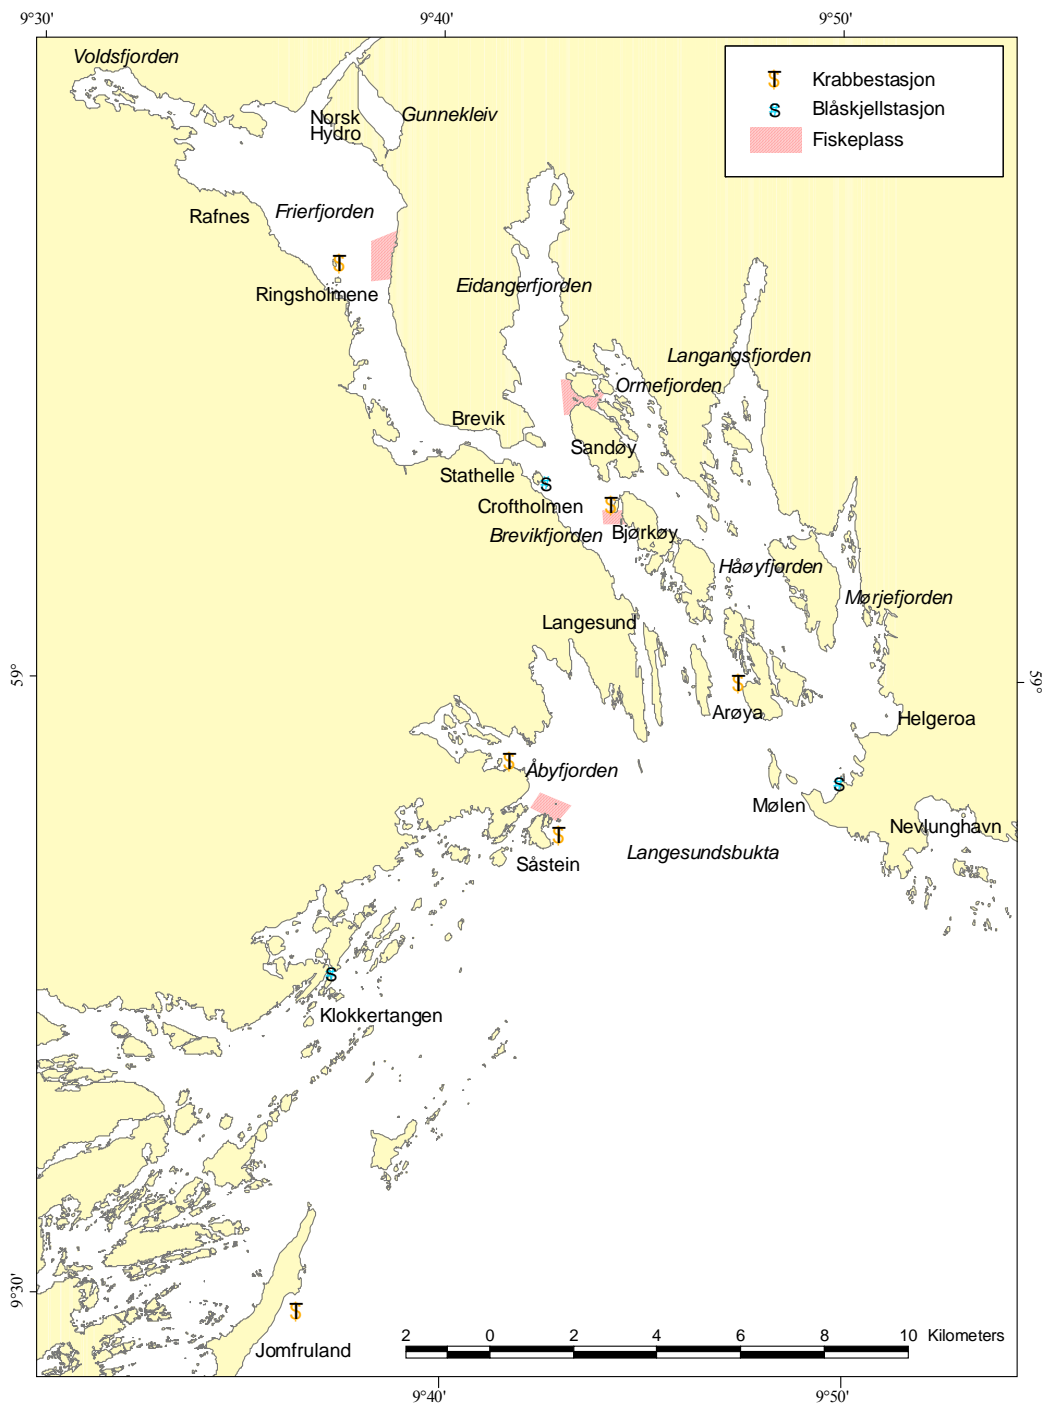 9°30'
9°40'
9°50'
Voldsfjorden
Krabbestasjon
Blåskjellstasjon
Fiskeplass
Norsk
Hydro
Gunnekleiv
Rafnes
Frierfjorden
Ringsholmene
Eidangerfjorden
Langangsfjorden
Ormefjorden
Brevik
Sandøy
Stathelle
Croftholmen
Brevikfjorden
Bjørkøy
Håøyfjorden
Mørjefjorden
Langesund
59°
59°
Arøya
Helgeroa
Åbyfjorden
Mølen
Nevlunghavn
Såstein
Langesundsbukta
Klokkertangen
9°30'
Jomfruland
2 0 2 4 6 8 10 Kilometers
9°40'
9°50'